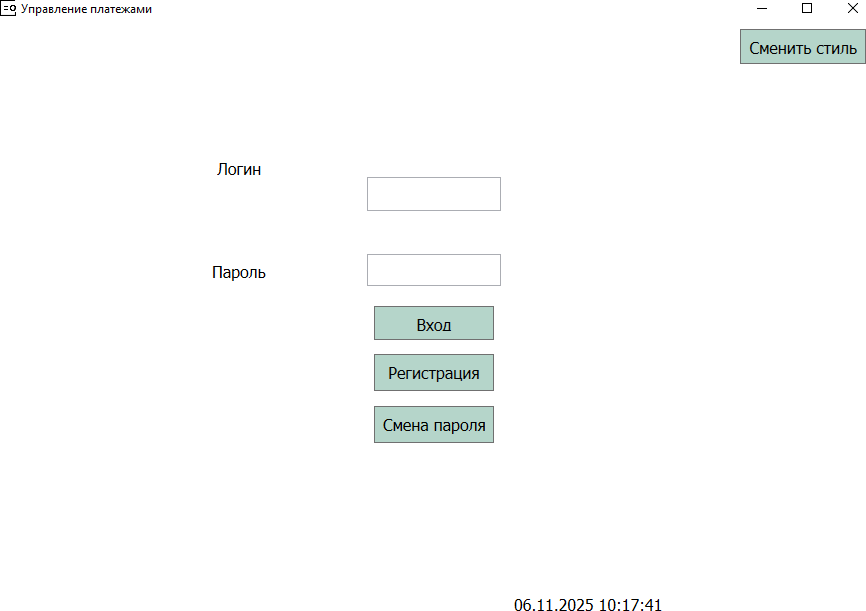 Управление платежами
Сменить стиль
Логин
Пароль
Вход
Регистрация
Смена пароля
06.11.2025 10:17:41